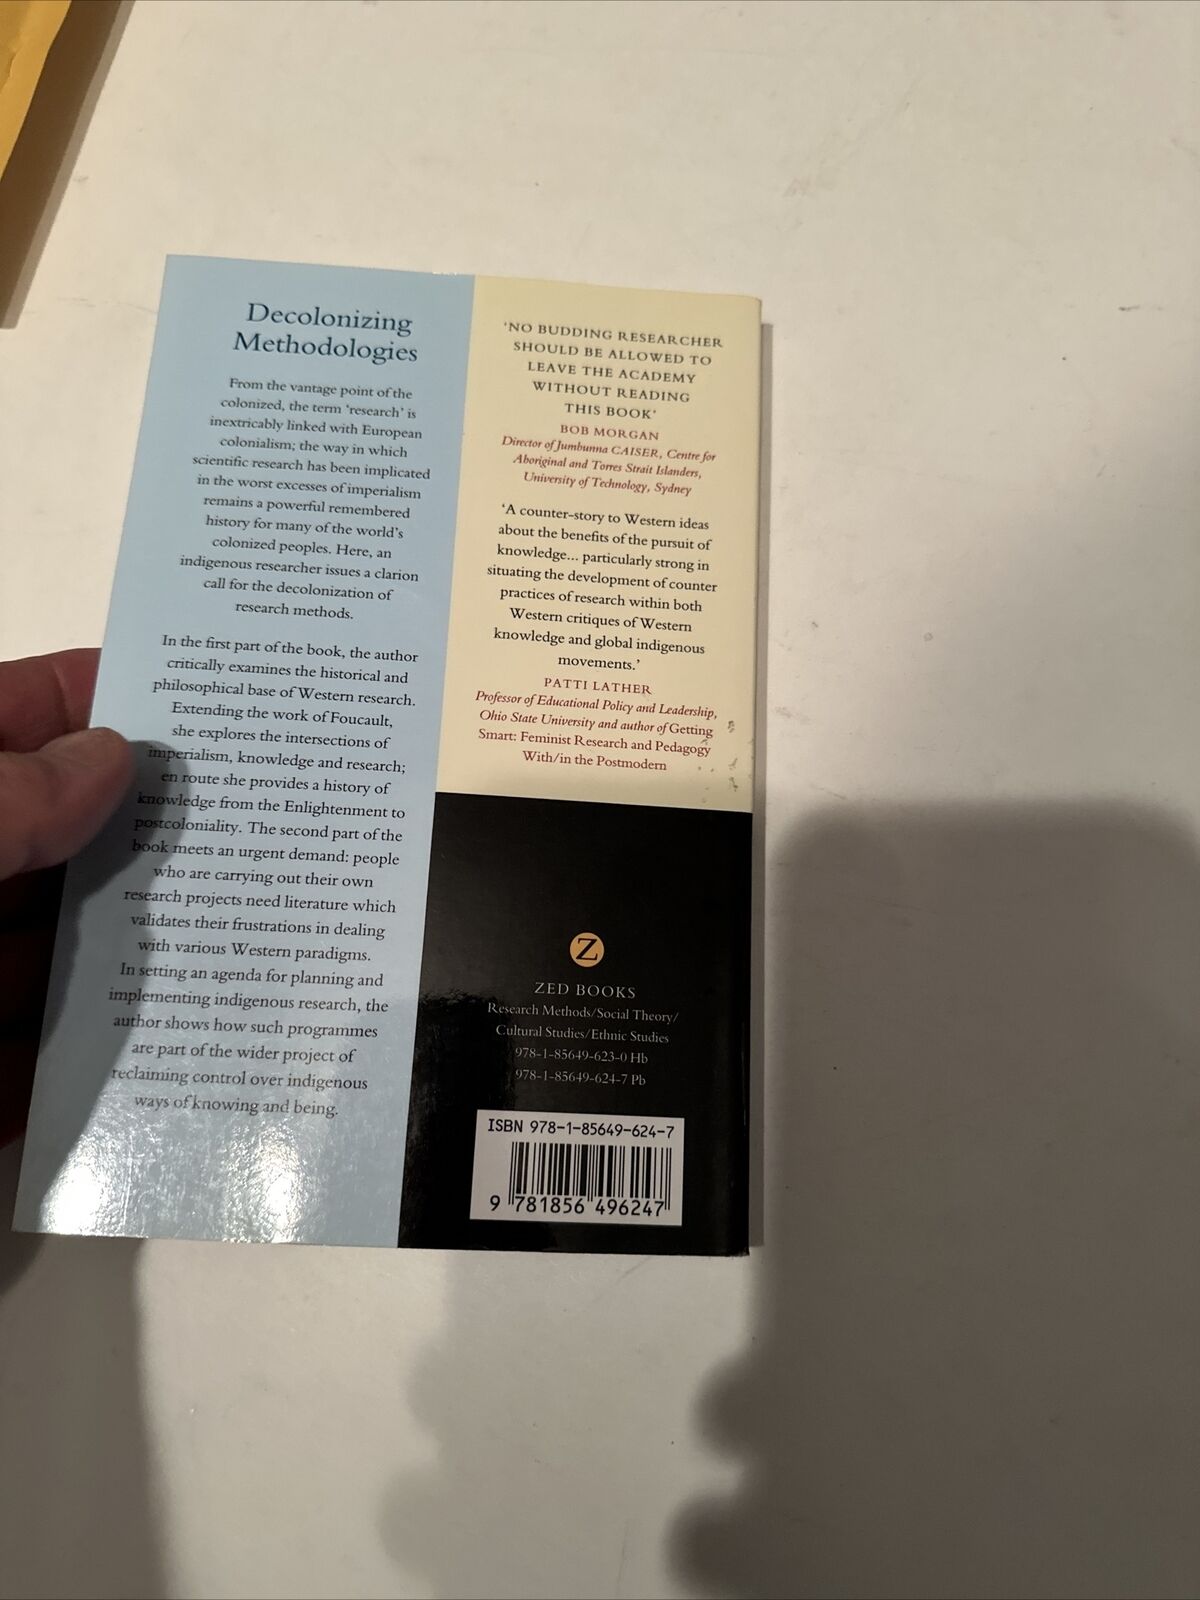 Decolonizing
Methodologies
From the vantage point of the
colonized, the term 'research' is
inextricably linked with European
colonialism; the way in which
scientific research has been implicated
in the worst excesses of imperialism
remains a powerful remembered
history for many of the world's
colonized peoples. Here, an
indigenous researcher issues a clarion
call for the decolonization of
research methods.
In the first part of the book, the author
critically examines the historical and
philosophical base of Western research.
Extending the work of Foucault,
she explores the intersections of
imperialism, knowledge and research;
en route she provides a history of
knowledge from the Enlightenment to
postcoloniality. The second part of the
book meets an urgent demand: people
who are carrying out their own
research projects need literature which
validates their frustrations in dealing
with various Western paradigms.
In setting an agenda for planning and
implementing indigenous research, the
author shows how such programmes
are part of the wider project of
reclaiming control over indigenous
ways of knowing and being.
'NO BUDDING RESEARCHER
SHOULD BE ALLOWED TO
LEAVE THE ACADEMY
WITHOUT READING
THIS BOOK'
BOB MORGAN
Director of Jumbunna CAISER, Centre for
Aboriginal and Torres Strait Islanders,
University of Technology, Sydney
'A counter-story to Western ideas
about the benefits of the pursuit of
knowledge... particularly strong in
situating the development of counter
practices of research within both
Western critiques of Western
knowledge and global indigenous
movements.'
PATTI LATHER
Professor of Educational Policy and Leadership,
Ohio State University and author of Getting
Smart: Feminist Research and Pedagogy
With/in the Postmodern
Z
ZED BOOKS
Research Methods/Social Theory/
Cultural Studies/Ethnic Studies
978-1-85649-623-0 Hb
978-1-85649-624-7 Pb
ISBN 978-1-85649-624-7
9 781856 496247